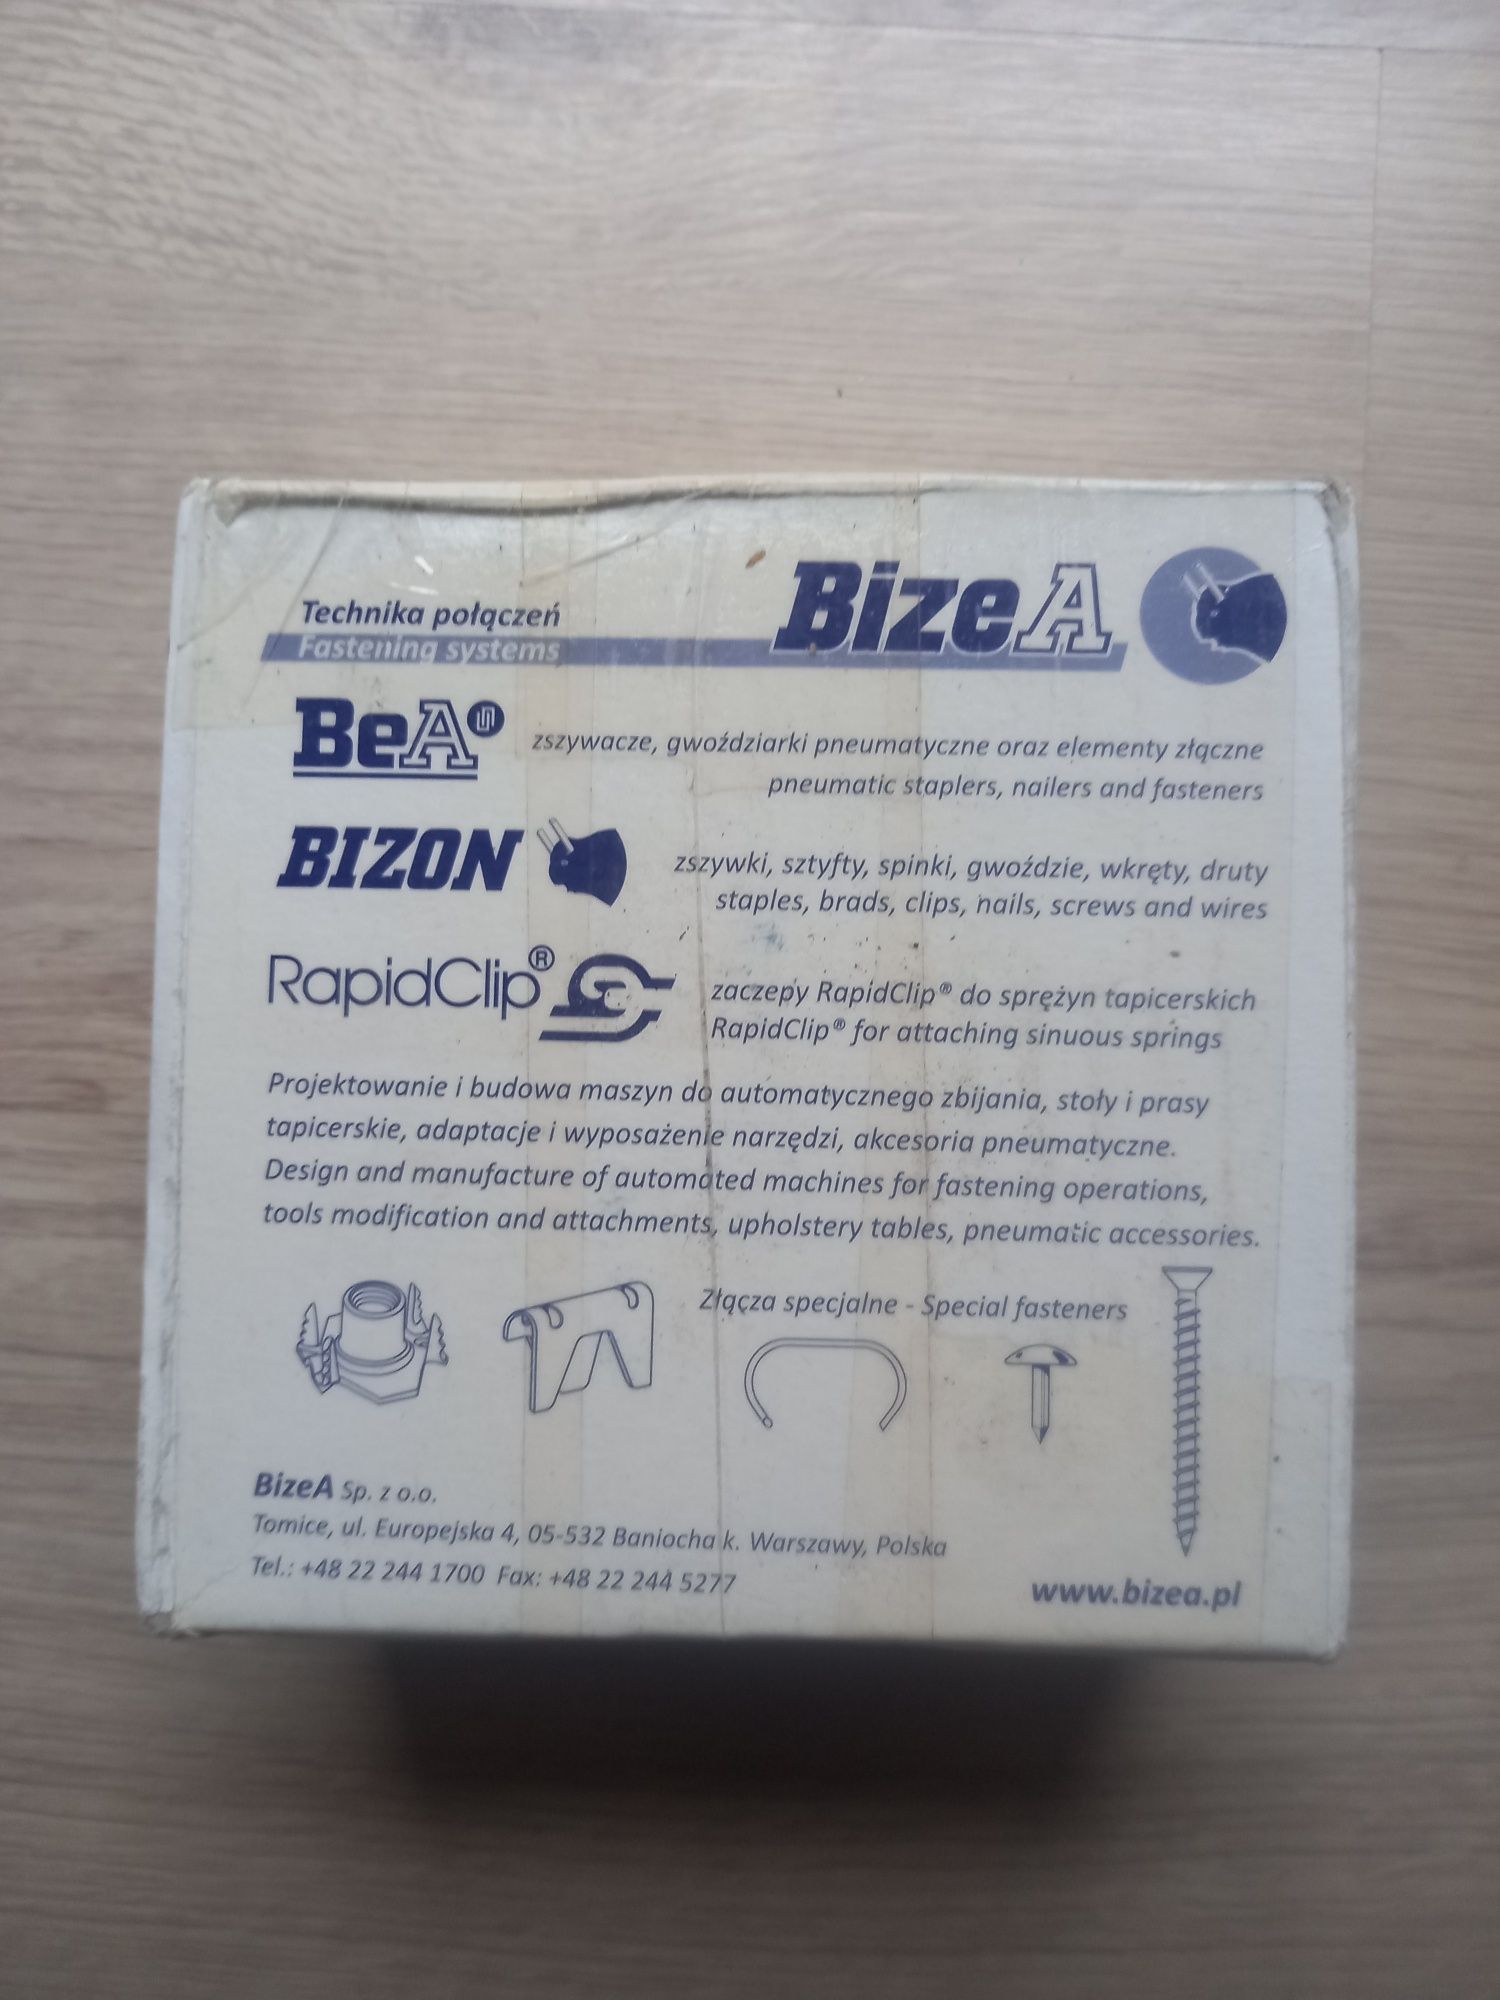 Technika połączeń
Fastening systems
BizeA
BeA®
zszywacze, gwoździarki pneumatyczne oraz elementy złączne
pneumatic staplers, nailers and fasteners
BIZON
zszywki, sztyfty, spinki, gwoździe, wkręty, druty
staples, brads, clips, nails, screws and wires
RapidClip®
zaczepy RapidClip® do sprężyn tapicerskich
RapidClip® for attaching sinuous springs
Projektowanie i budowa maszyn do automatycznego zbijania, stoły i prasy
tapicerskie, adaptacje i wyposażenie narzędzi, akcesoria pneumatyczne.
Design and manufacture of automated machines for fastening operations,
tools modification and attachments, upholstery tables, pneumatic accessories.
Złącza specjalne - Special fasteners
BizeA Sp. z o.o.
Tomice, ul. Europejska 4, 05-532 Baniocha k. Warszawy, Polska
Tel.: +48 22 244 1700 Fax: +48 22 244 5277
www.bizea.pl